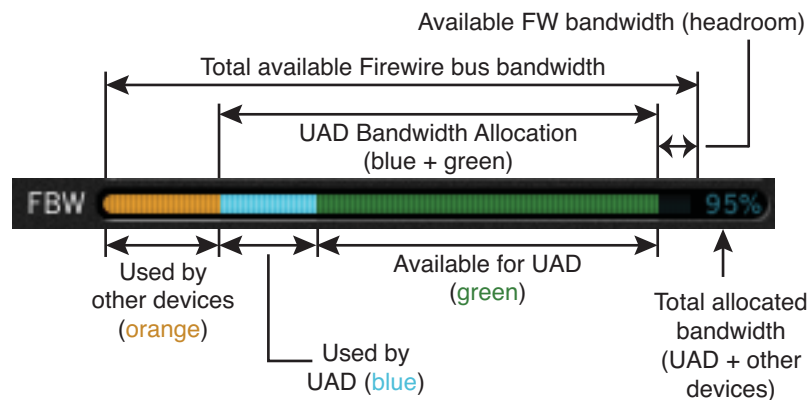 Available FW bandwidth (headroom)
Total available Firewire bus bandwidth
UAD Bandwidth Allocation
(blue + green)
FBW
95%
Used by
other devices
(orange)
Available for UAD
(green)
Total allocated
bandwidth
(UAD + other
devices)
Used by
UAD (blue)